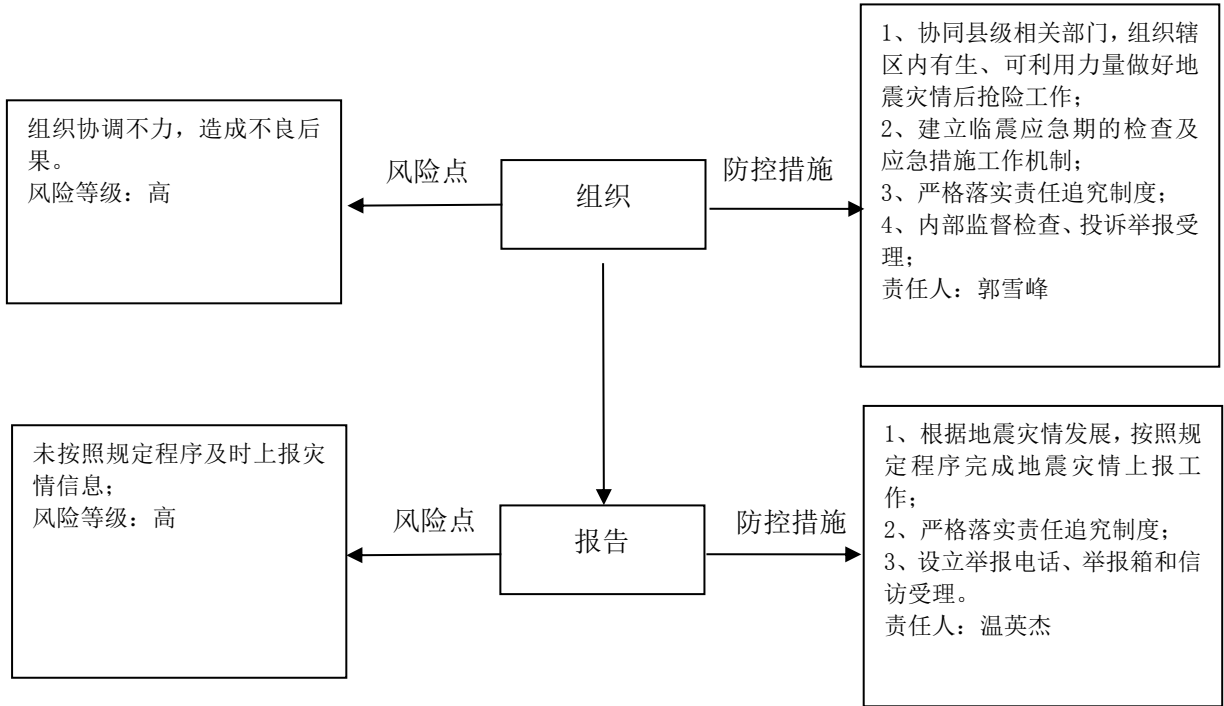 组织协调不力，造成不良后
果。
风险等级：高
风险点
组织
防控措施
1、协同县级相关部门，组织辖
区内有生、可利用力量做好地
震灾情后抢险工作；
2、建立临震应急期的检查及
应急措施工作机制；
3、严格落实责任追究制度；
4、内部监督检查、投诉举报受
理；
责任人：郭雪峰
未按照规定程序及时上报灾
情信息；
风险等级：高
风险点
报告
防控措施
1、根据地震灾情发展，按照规
定程序完成地震灾情上报工
作；
2、严格落实责任追究制度；
3、设立举报电话、举报箱和信
访受理。
责任人：温英杰